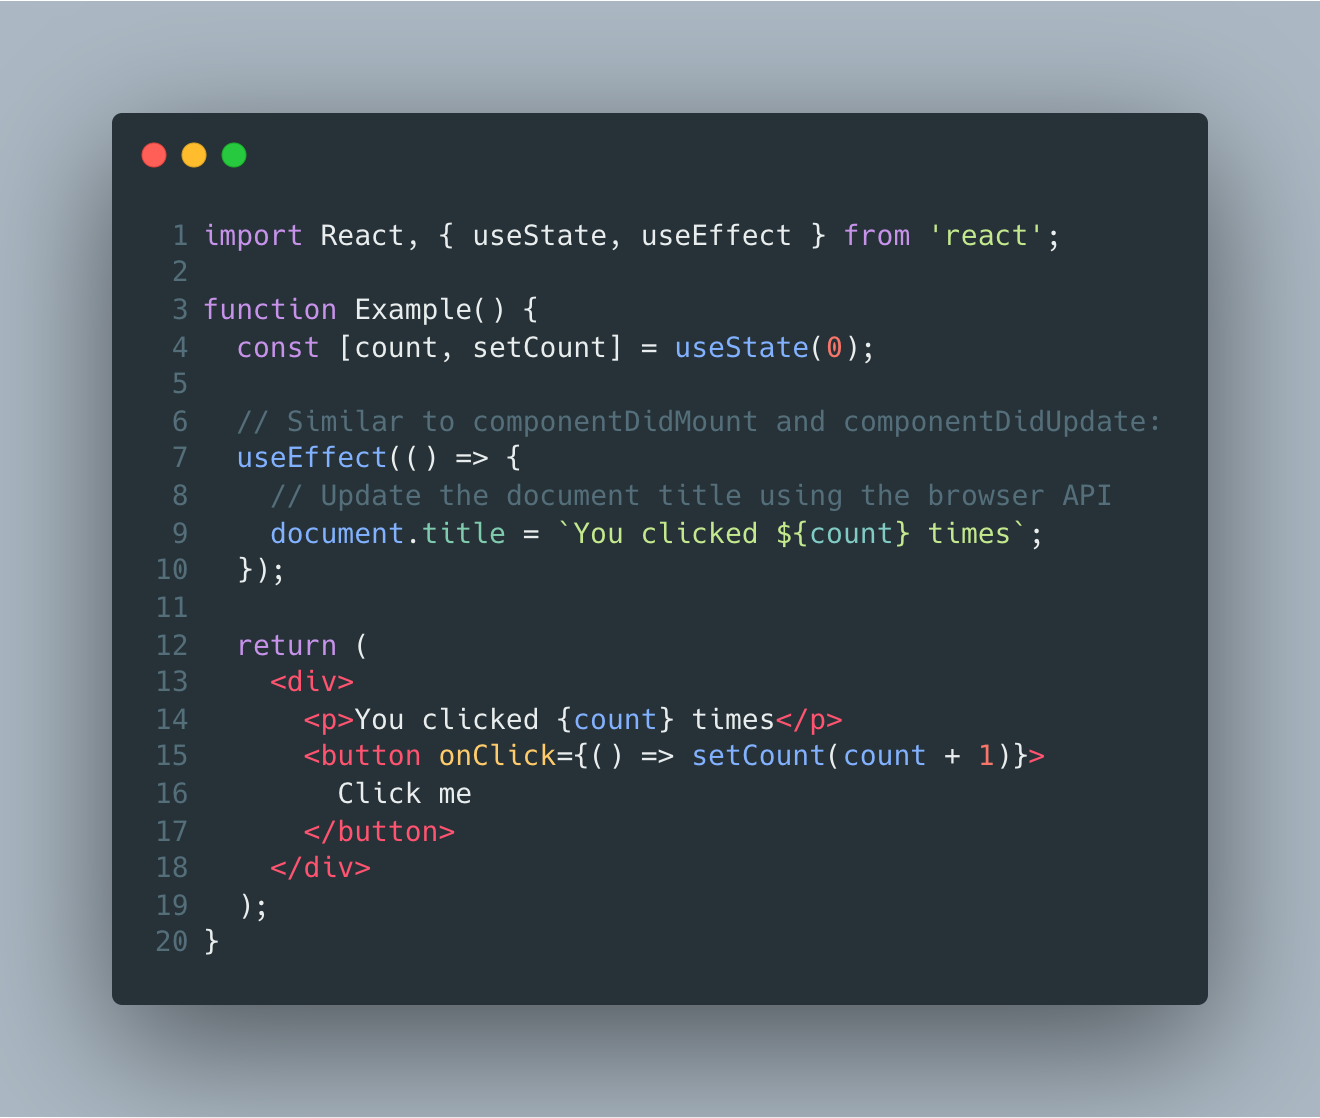 1 import React, { useState, useEffect } from 'react';
2
3 function Example() {
4   const [count, setCount] = useState(0);
5
6   // Similar to componentDidMount and componentDidUpdate:
7   useEffect(() => {
8     // Update the document title using the browser API
9     document.title = `You clicked ${count} times`;
10   });
11
12   return (
13     <div>
14       <p>You clicked {count} times</p>
15       <button onClick={() => setCount(count + 1)}>
16         Click me
17       </button>
18     </div>
19   );
20 }